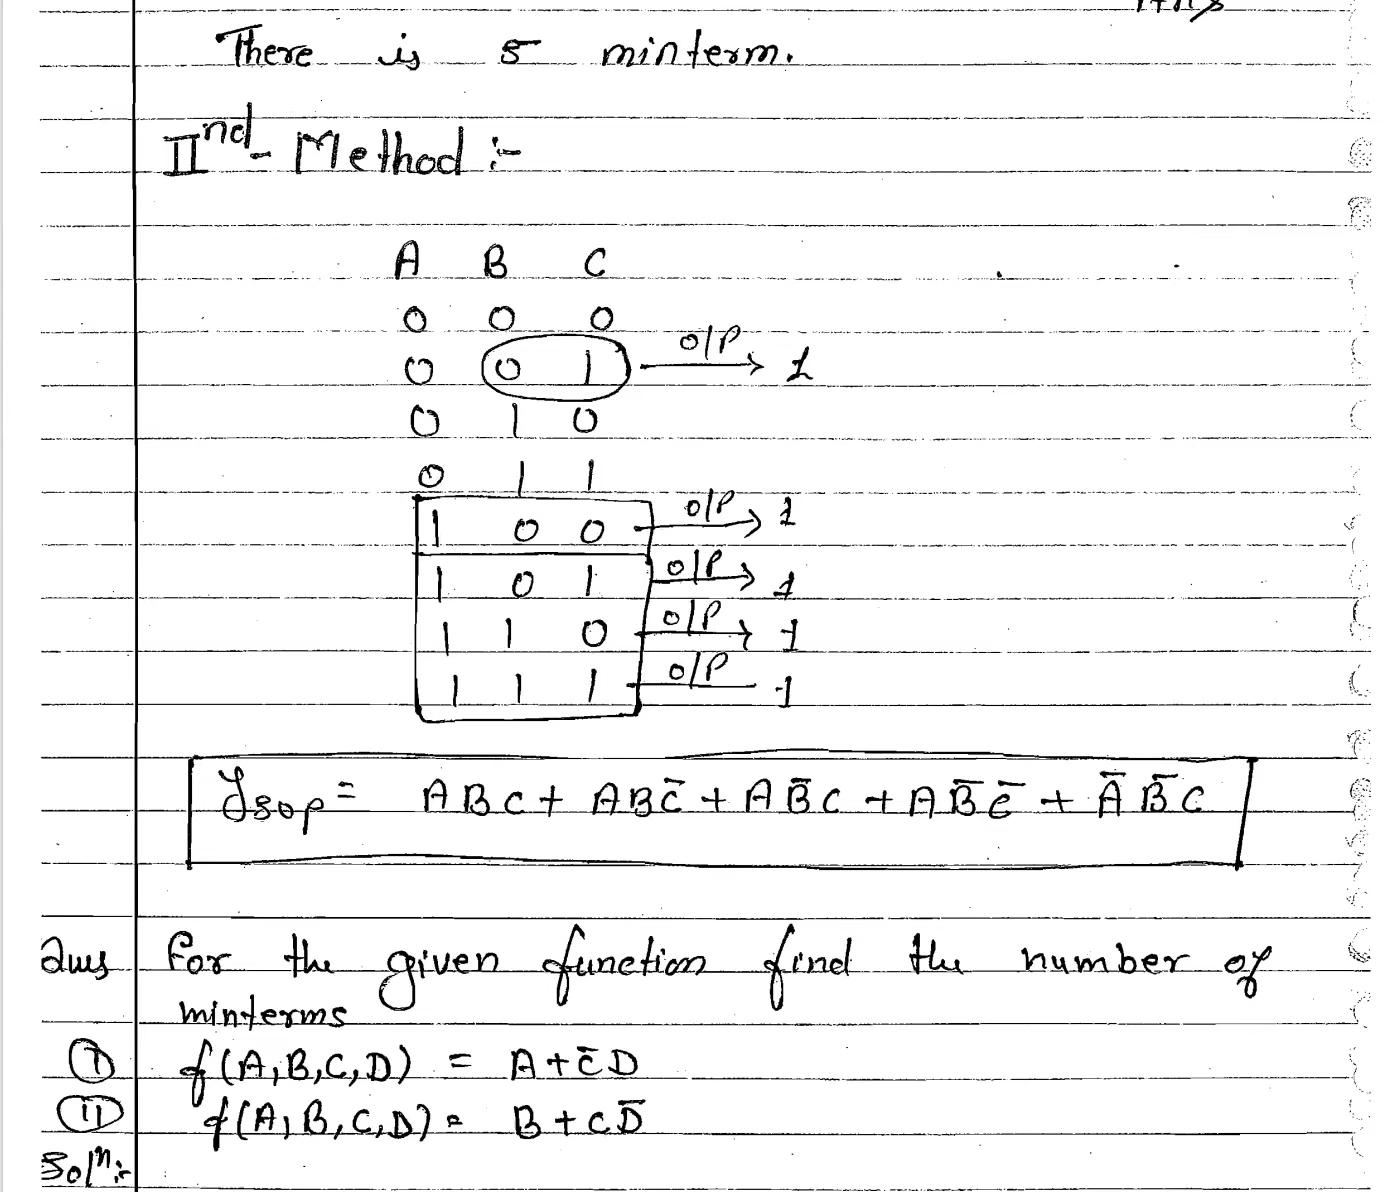 There is 5 minterm.
IInd- Method :-
A B C
0 0 0
0 0 1 O/P 1
0 1 0
0 1 1
1 0 0 O/P 1
1 0 1 O/P 1
1 1 0 O/P 1
1 1 1 O/P 1
YSOP = ABC + ABC̄ + AB̄C + AB̄C̄ + ĀB̄C
Ques for the given function find the number of
minterms
(I) f(A,B,C,D) = A+C̄D
(II) f(A,B,C,D) = B+CD̄
Solⁿ:-